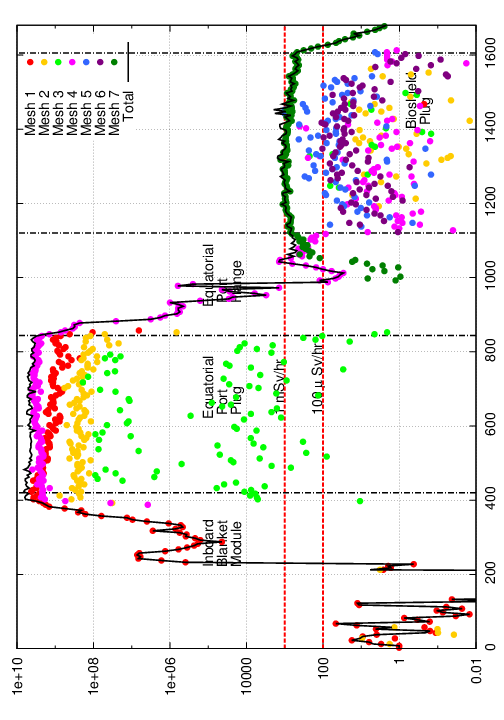 Mesh 1
Mesh 2
Mesh 3
Mesh 4
Mesh 5
Mesh 6
Mesh 7
Total
1e+10
1e+08
1e+06
10000
100
1
0.01
0
200
400
600
800
1000
1200
1400
1600
Inboard
Blanket
Module
Equatorial
Port
Plug
Equatorial
Port
Flange
Bioshield
Plug
1 mSv/hr
100 u Sv/hr